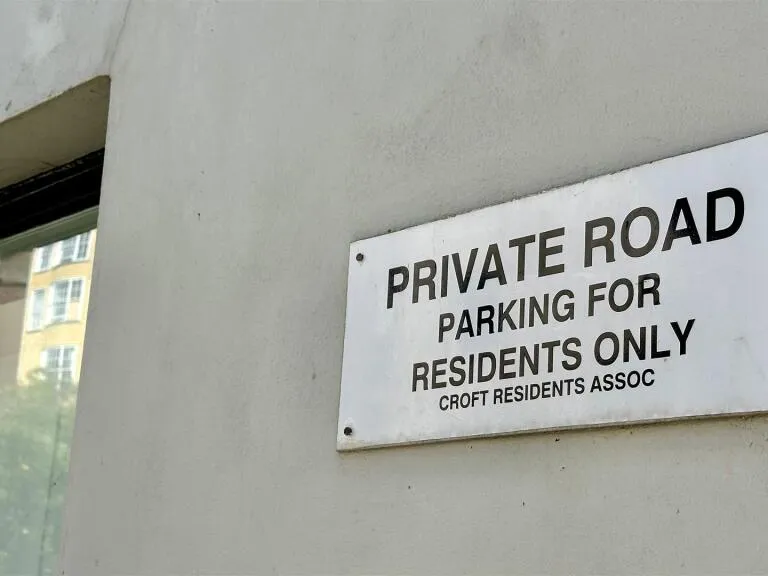 PRIVATE ROAD
PARKING FOR
RESIDENTS ONLY
CROFT RESIDENTS ASSOC